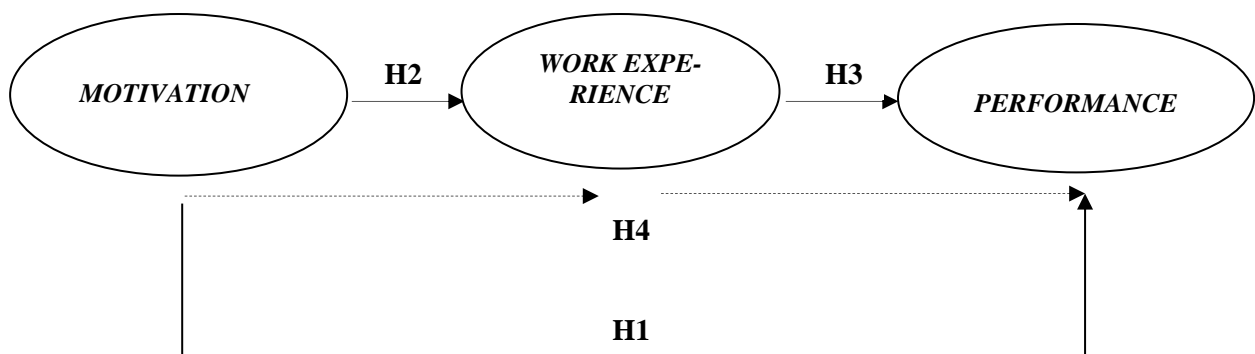 MOTIVATION
H2
WORK EXPE-
RIENCE
H3
PERFORMANCE
H4
H1